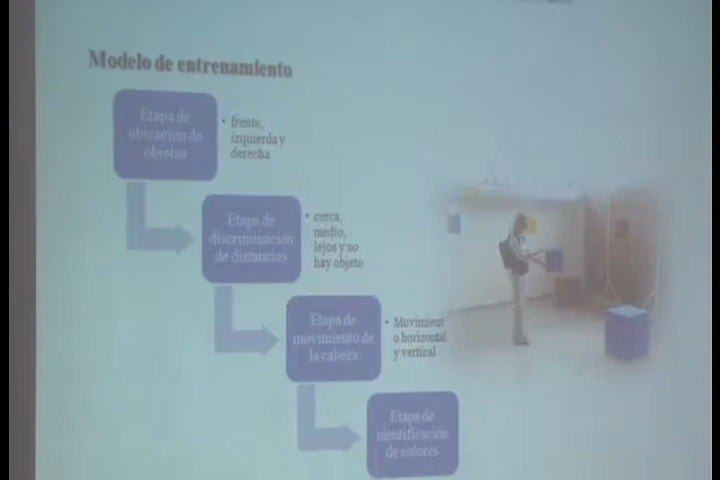 Modelo de entrenamiento
Etapa de
ubicación de
objetos
• frente,
izquierda y
derecha
Etapa de
discriminación
de distancias
• cerca,
medio,
lejos y no
hay objeto
Etapa de
movimiento de
la cabeza
• Movimient
o horizontal
y vertical
Etapa de
identificación
de colores